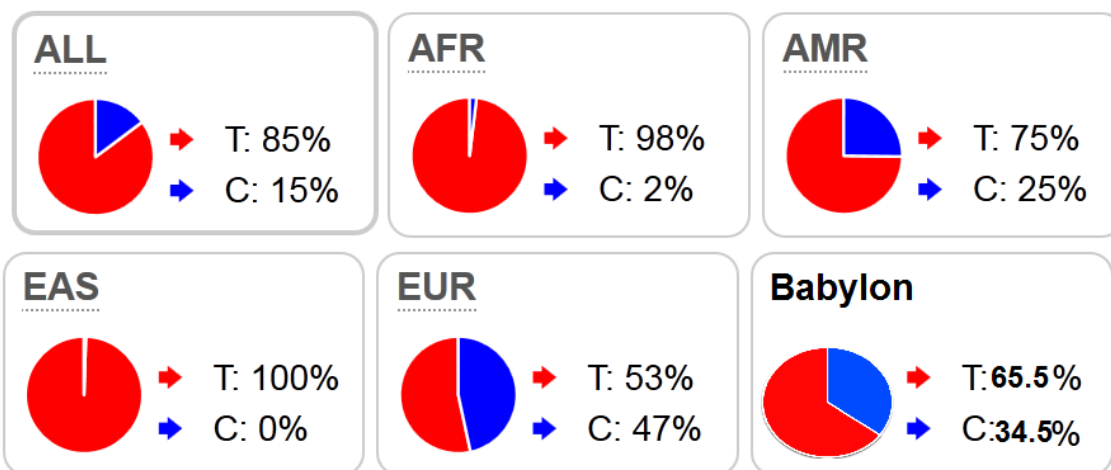 ALL
T: 85%
C: 15%
AFR
T: 98%
C: 2%
AMR
T: 75%
C: 25%
EAS
T: 100%
C: 0%
EUR
T: 53%
C: 47%
Babylon
T:65.5%
C:34.5%